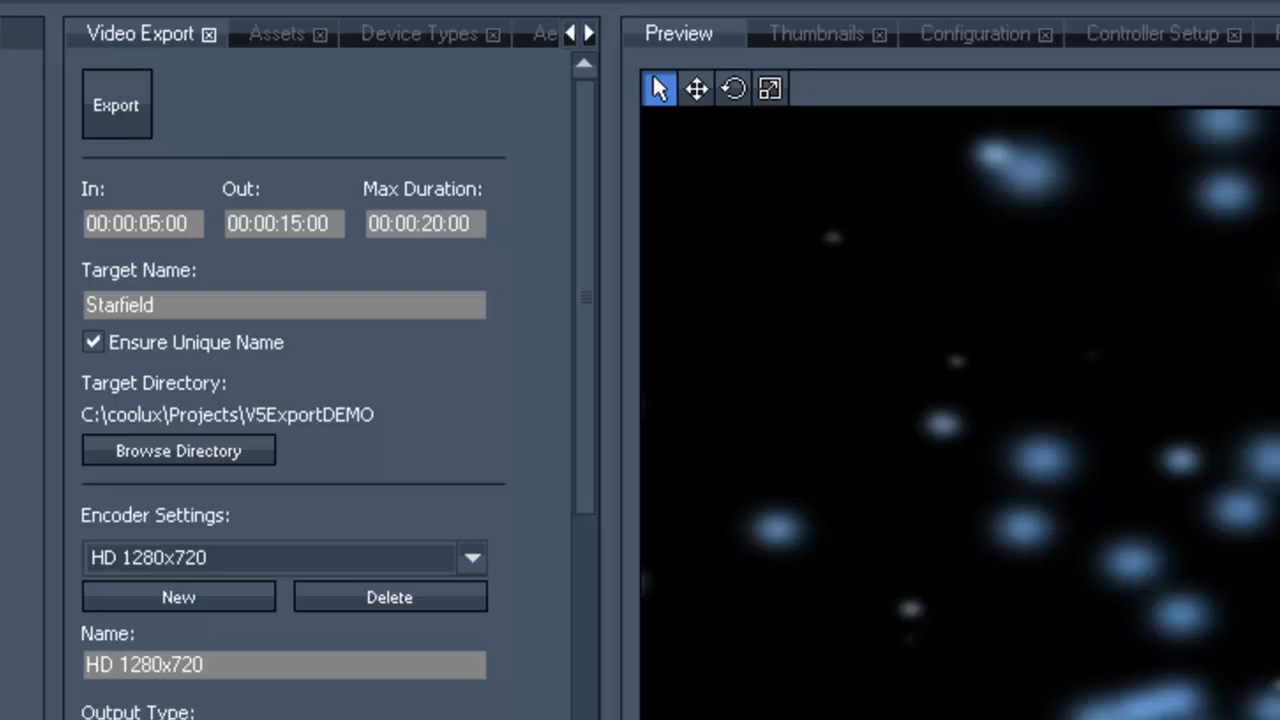 Video Export Assets Device Types Ae
Preview Thumbnails Configuration Controller Setup
Export
In: Out: Max Duration:
00:00:05:00 00:00:15:00 00:00:20:00
Target Name:
Starfield
Ensure Unique Name
Target Directory:
C:\coolux\Projects\V5ExportDEMO
Browse Directory
Encoder Settings:
HD 1280x720
New Delete
Name:
HD 1280x720
Output Type: